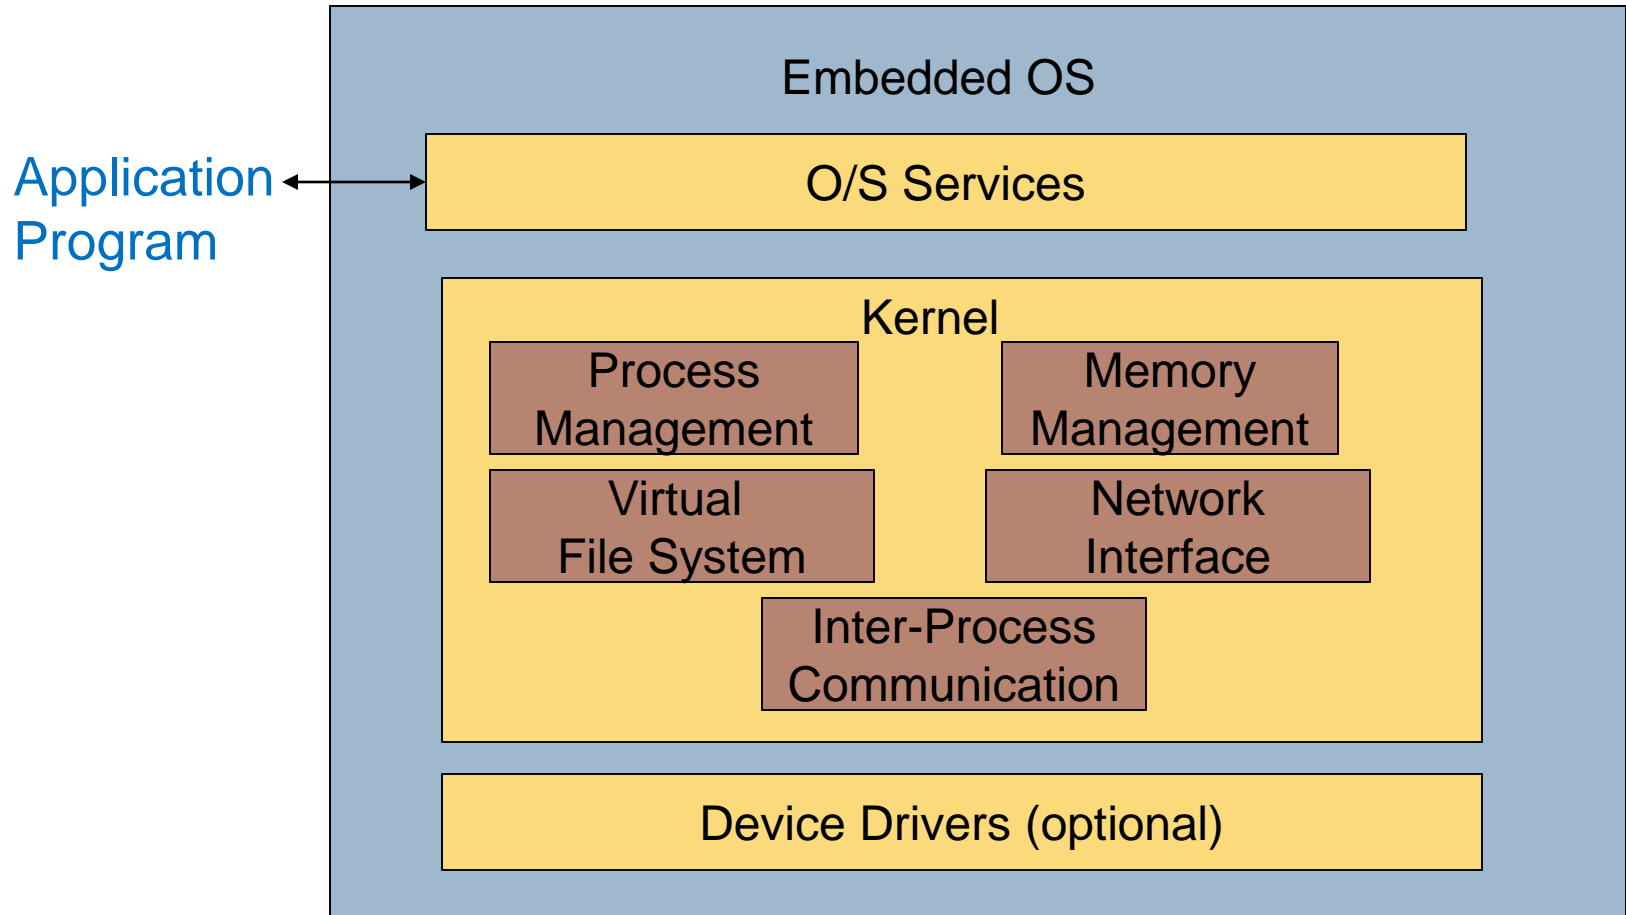 Embedded OS
Application
Program
O/S Services
Kernel
Process
Management
Memory
Management
Virtual
File System
Network
Interface
Inter-Process
Communication
Device Drivers (optional)